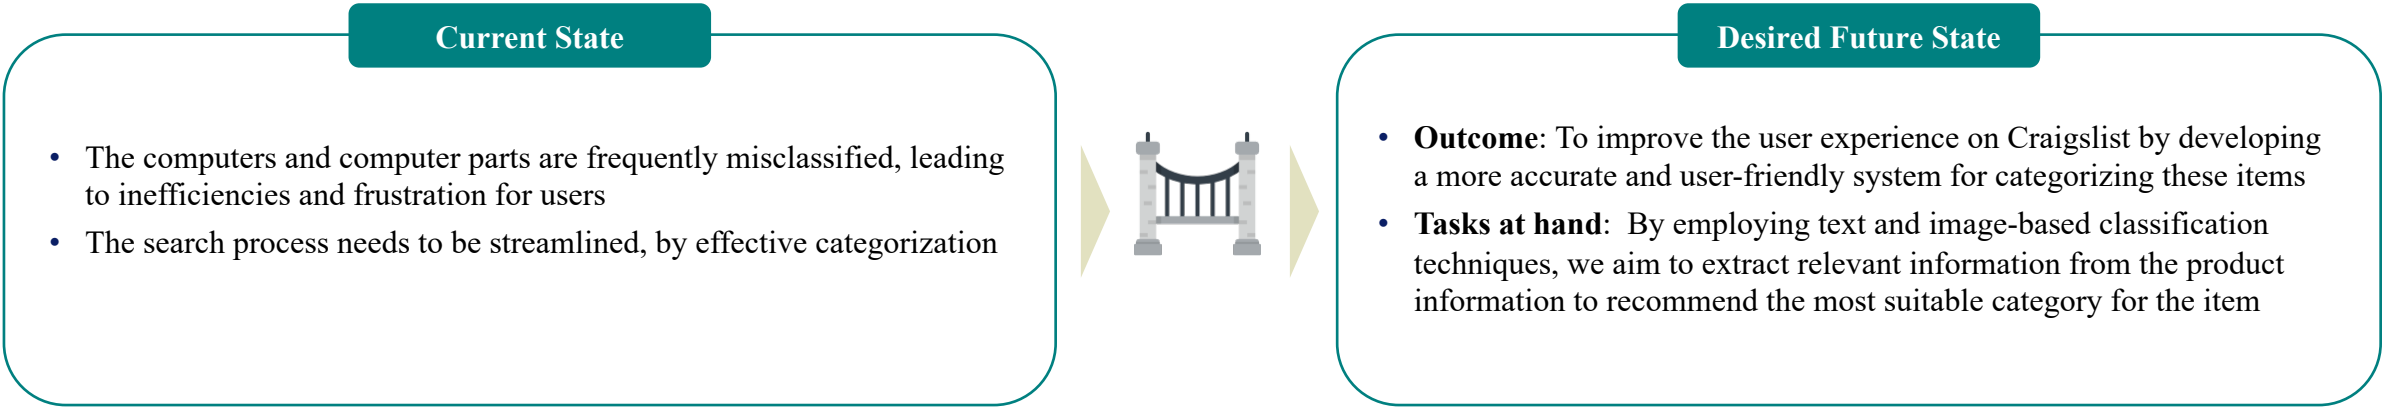 Current State
• The computers and computer parts are frequently misclassified, leading
to inefficiencies and frustration for users
• The search process needs to be streamlined, by effective categorization
Desired Future State
• Outcome: To improve the user experience on Craigslist by developing
a more accurate and user-friendly system for categorizing these items
• Tasks at hand:  By employing text and image-based classification
techniques, we aim to extract relevant information from the product
information to recommend the most suitable category for the item